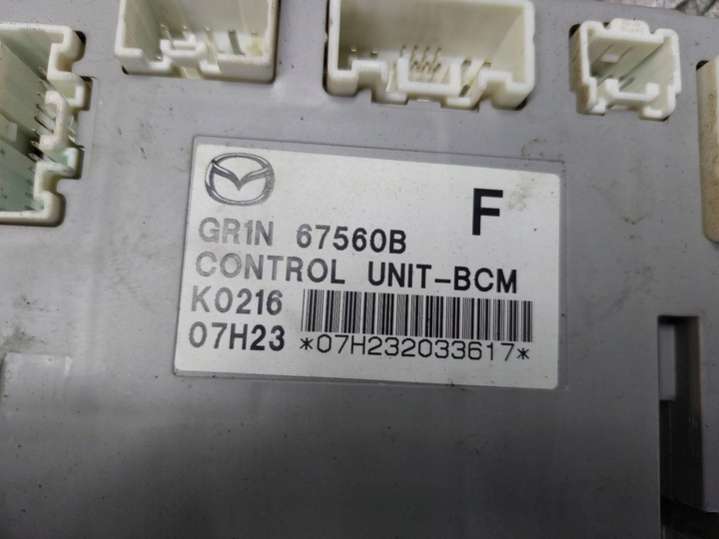 F
GR1N 67560B
CONTROL UNIT-BCM
K0216
07H23 *07H232033617*